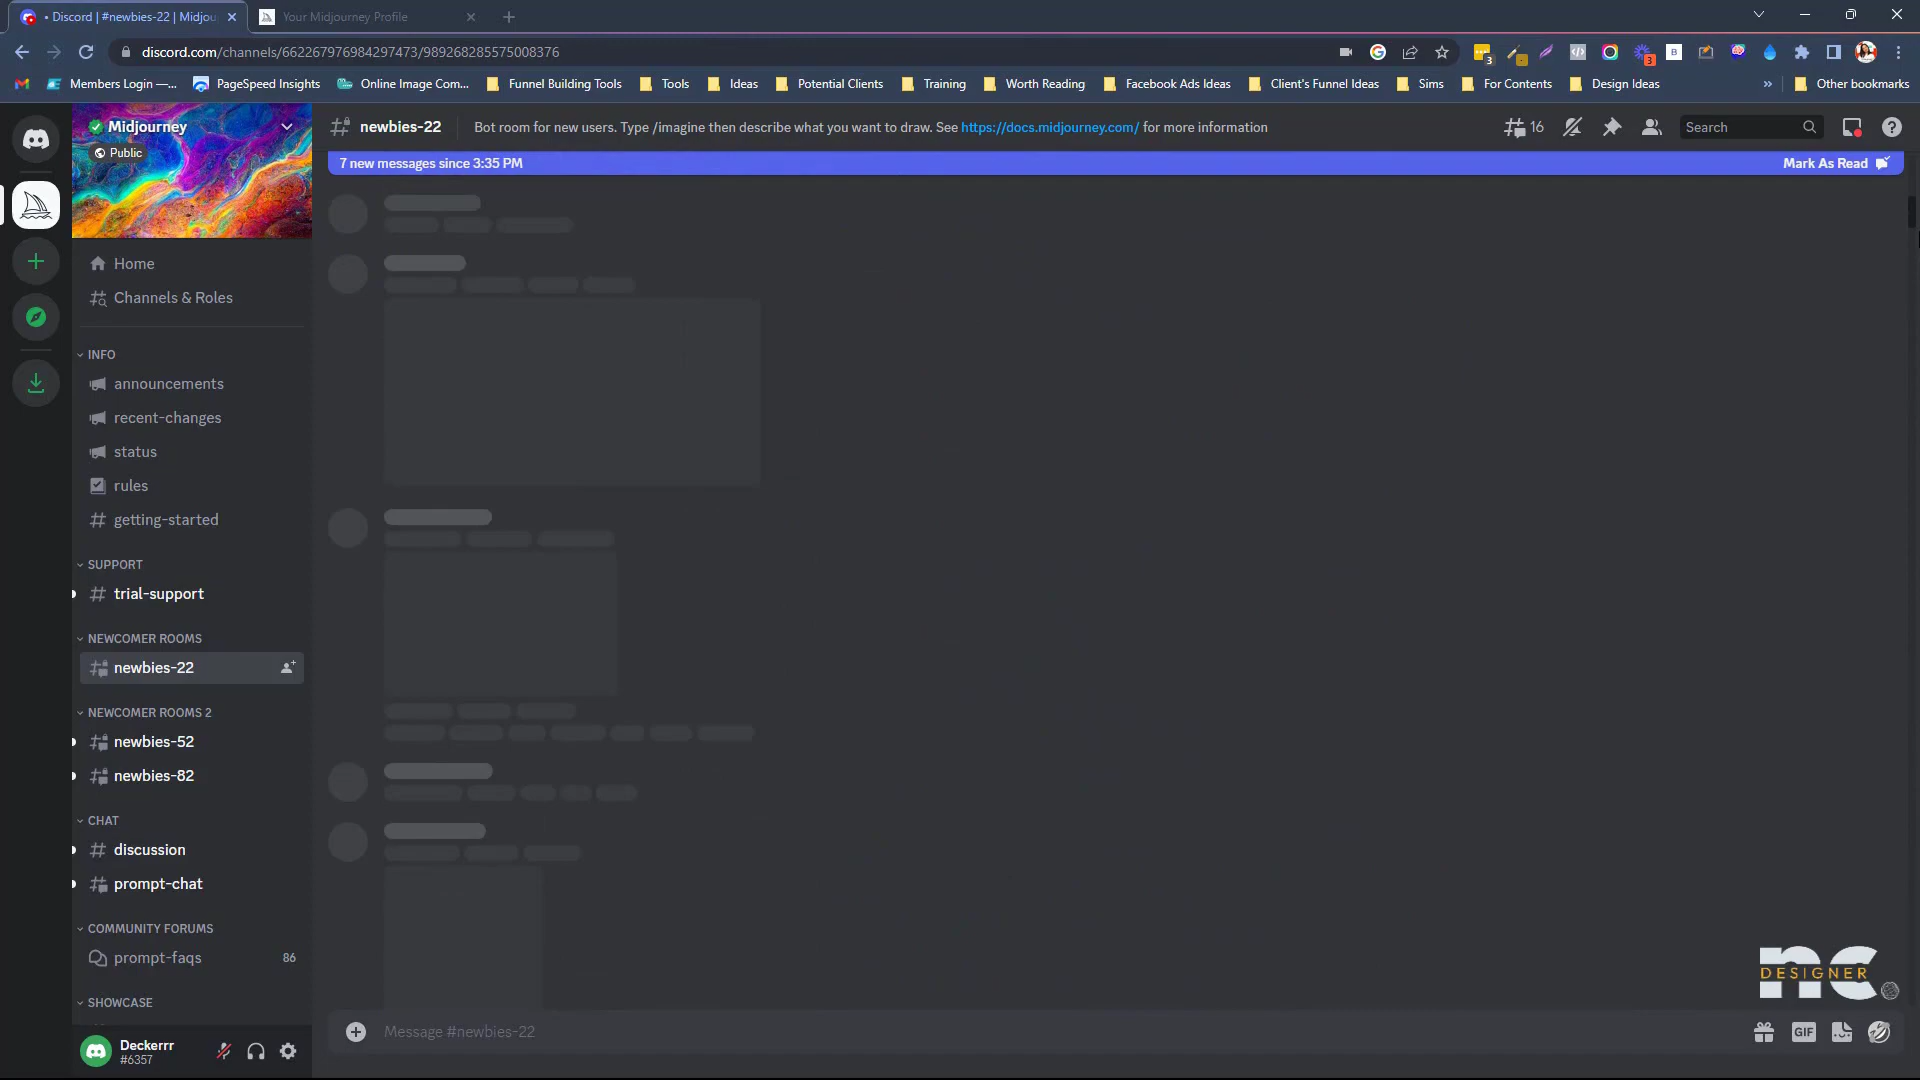 • Discord | #newbies-22 | Midjou
Your Midjourney Profile
discord.com/channels/662267976984297473/989268285575008376
3
3
B
Members Login —...
PageSpeed Insights
Online Image Com...
Funnel Building Tools
Tools
Ideas
Potential Clients
Training
Worth Reading
Facebook Ads Ideas
Client's Funnel Ideas
Sims
For Contents
Design Ideas
»
Other bookmarks
Midjourney
Public
newbies-22
Bot room for new users. Type /imagine then describe what you want to draw. See https://docs.midjourney.com/ for more information
16
Search
7 new messages since 3:35 PM
Mark As Read
Home
Channels & Roles
INFO
announcements
recent-changes
status
rules
# getting-started
SUPPORT
# trial-support
NEWCOMER ROOMS
newbies-22
NEWCOMER ROOMS 2
newbies-52
newbies-82
CHAT
# discussion
prompt-chat
COMMUNITY FORUMS
prompt-faqs
86
SHOWCASE
Deckerrr
#6357
Message #newbies-22
GIF
nc
DESIGNER